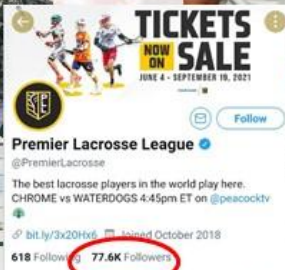 TICKETS
NOW ON SALE
JUNE 4 - SEPTEMBER 19, 2021
Follow
Premier Lacrosse League
@PremierLacrosse
The best lacrosse players in the world play here.
CHROME vs WATERDOGS 4:45pm ET on @peacocktv
bit.ly/3x20Hx6 Joined October 2018
618 Following 77.6K Followers